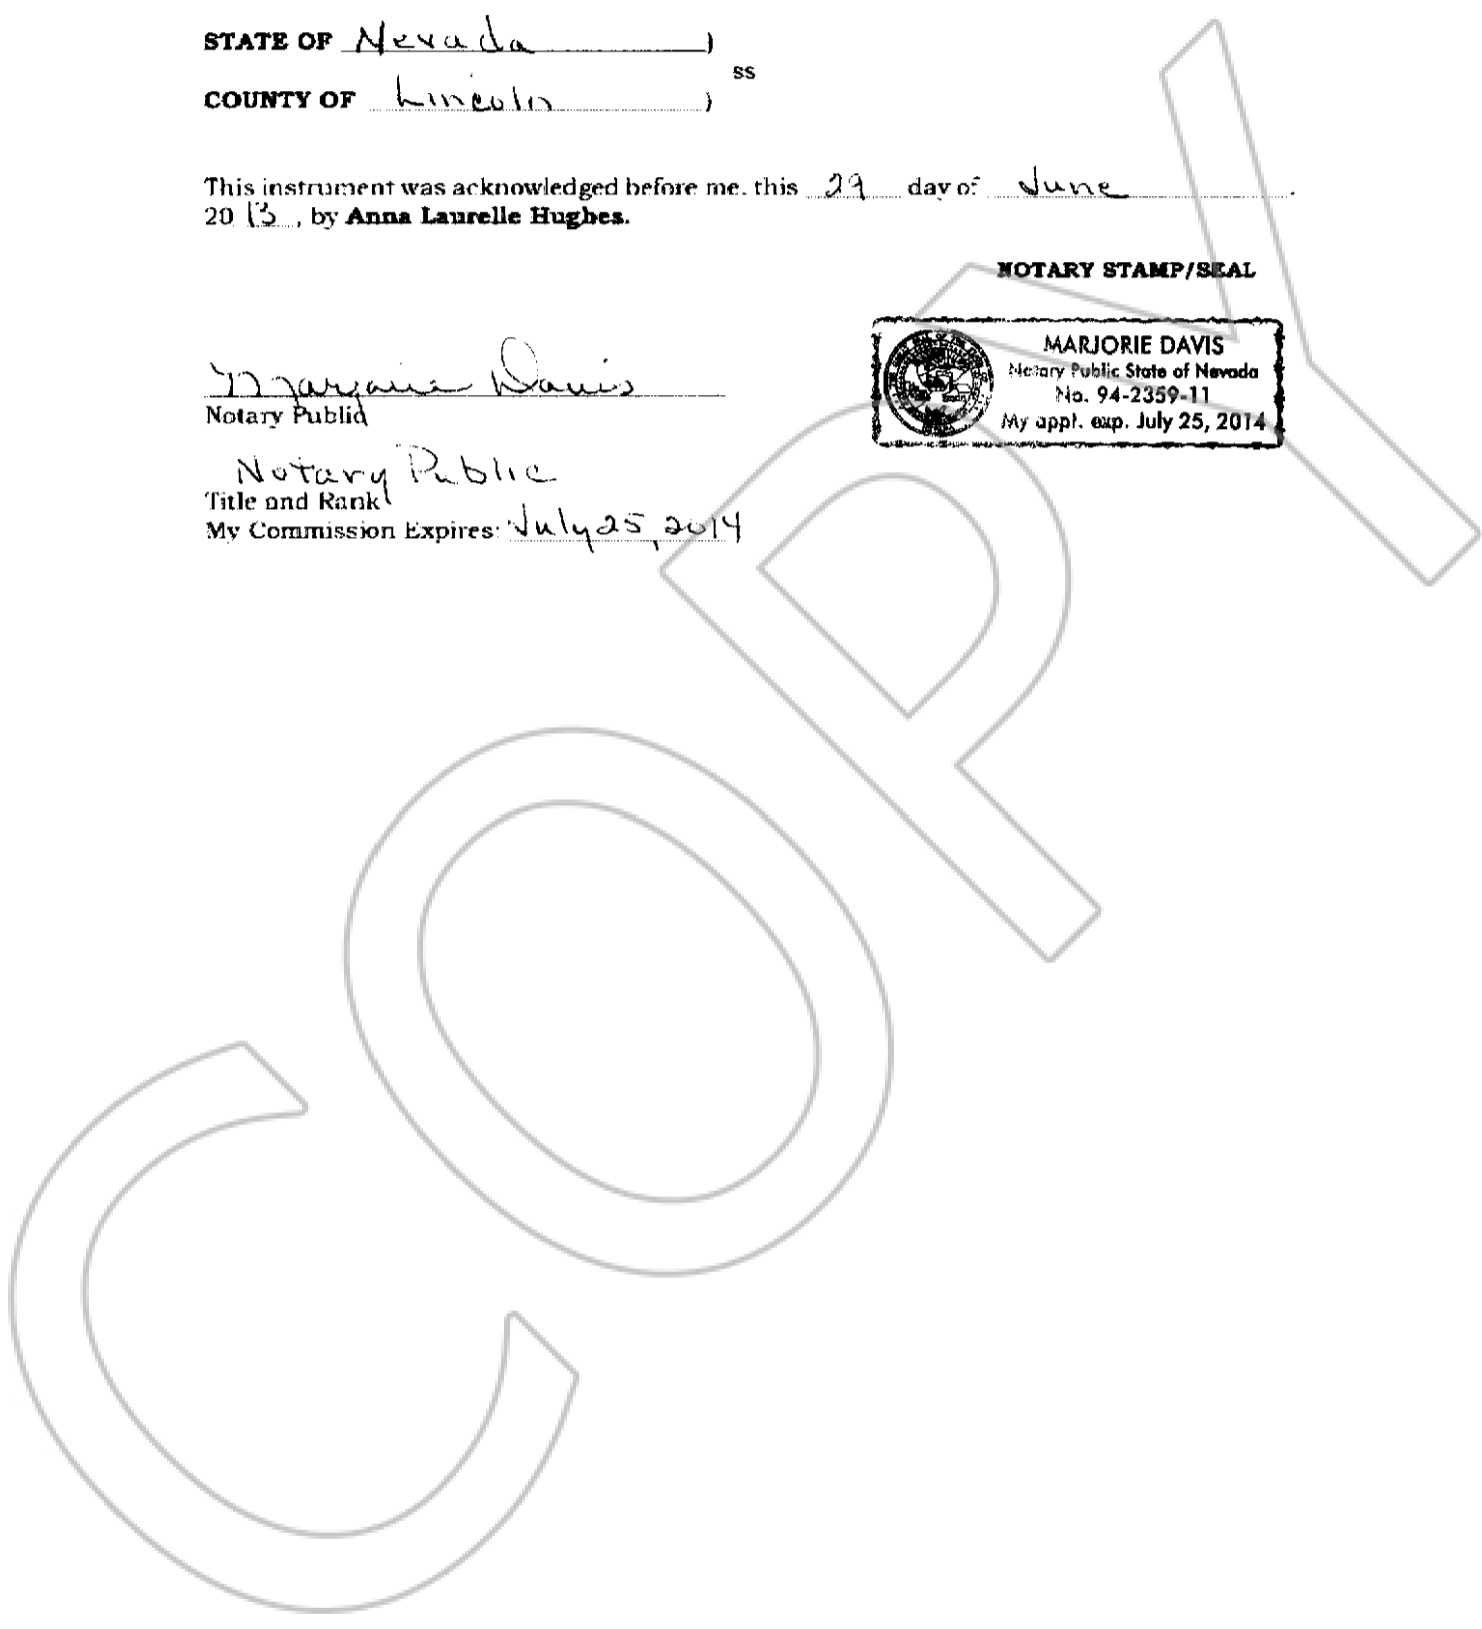 STATE OF Nevada )
ss
COUNTY OF Lincoln )
This instrument was acknowledged before me, this 29 day of June,
20 13, by Anna Laurelle Hughes.
NOTARY STAMP/SEAL
MARJORIE DAVIS
Notary Public State of Nevada
No. 94-2359-11
My appt. exp. July 25, 2014
Marjorie Davis
Notary Public
Notary Public
Title and Rank
My Commission Expires: July 25, 2014
COPY